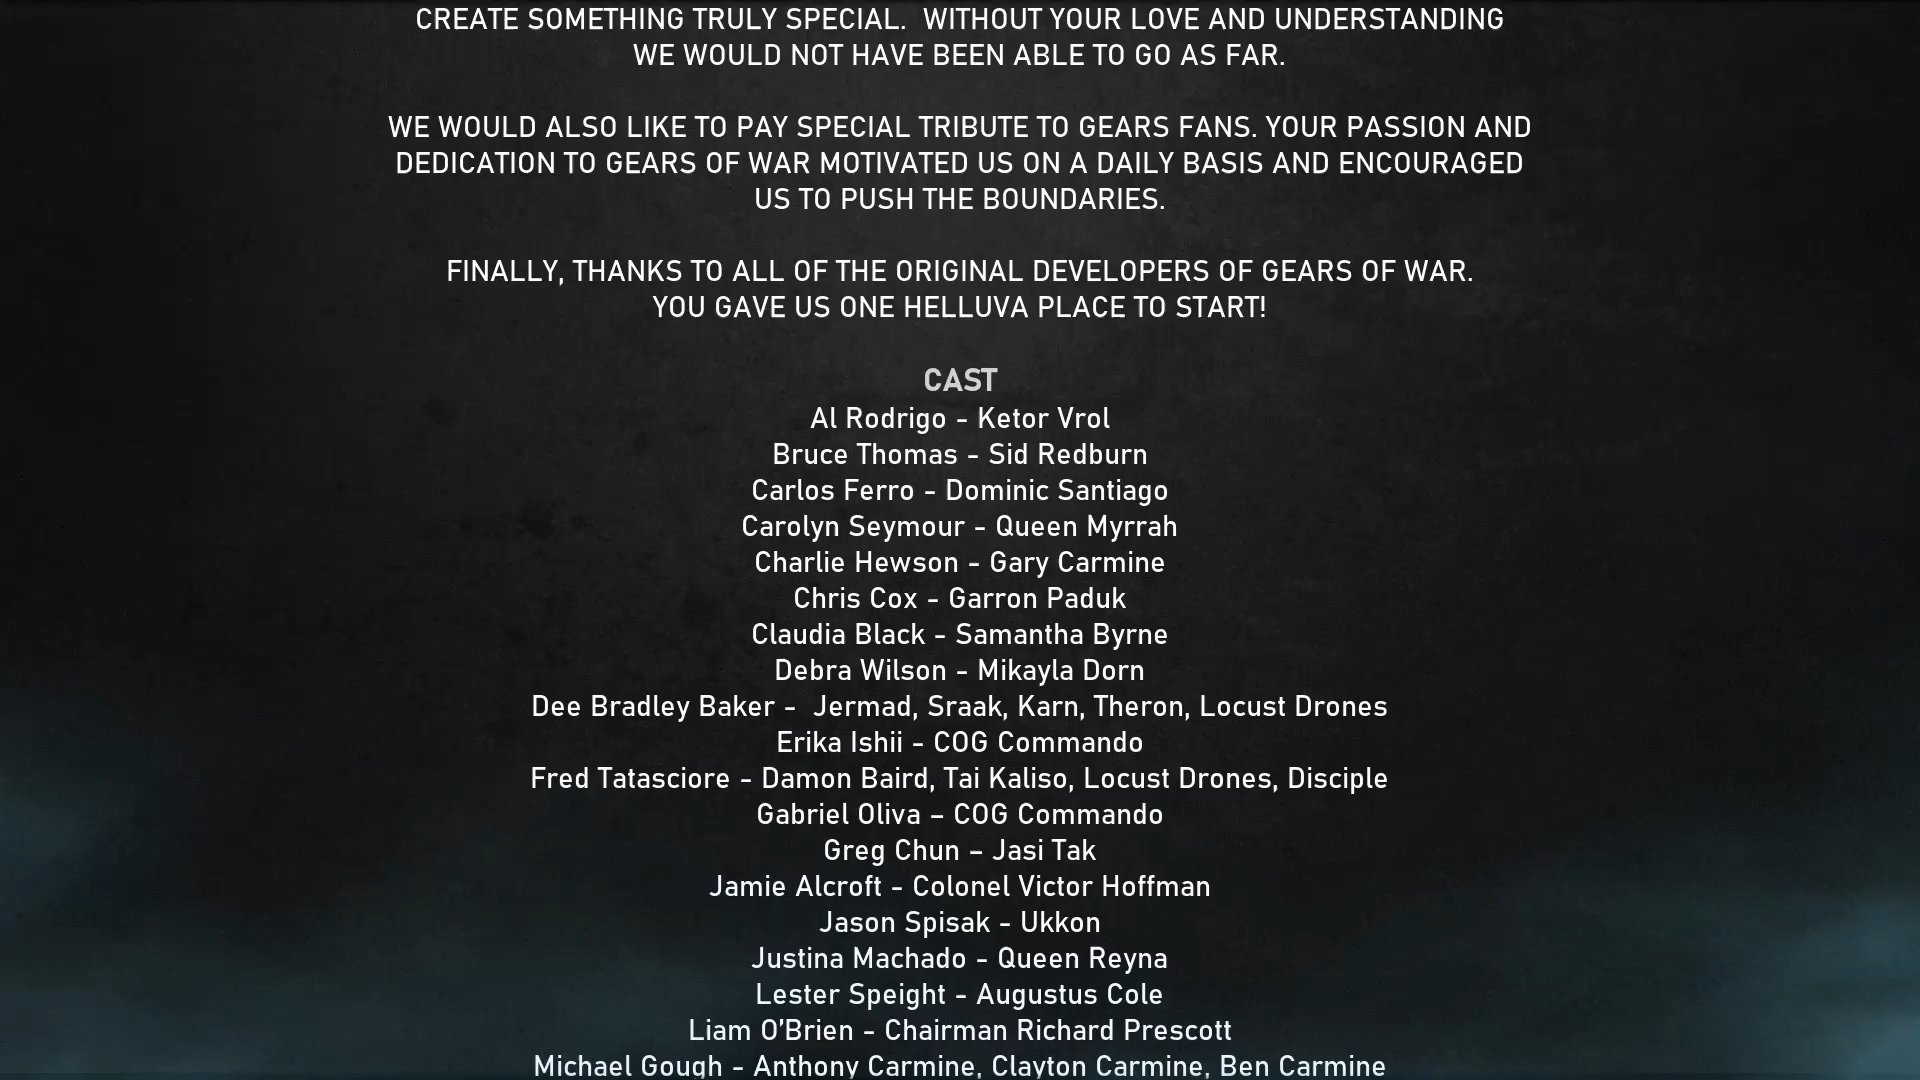 CREATE SOMETHING TRULY SPECIAL.  WITHOUT YOUR LOVE AND UNDERSTANDING
WE WOULD NOT HAVE BEEN ABLE TO GO AS FAR.
WE WOULD ALSO LIKE TO PAY SPECIAL TRIBUTE TO GEARS FANS. YOUR PASSION AND
DEDICATION TO GEARS OF WAR MOTIVATED US ON A DAILY BASIS AND ENCOURAGED
US TO PUSH THE BOUNDARIES.
FINALLY, THANKS TO ALL OF THE ORIGINAL DEVELOPERS OF GEARS OF WAR.
YOU GAVE US ONE HELLUVA PLACE TO START!
CAST
Al Rodrigo - Ketor Vrol
Bruce Thomas - Sid Redburn
Carlos Ferro - Dominic Santiago
Carolyn Seymour - Queen Myrrah
Charlie Hewson - Gary Carmine
Chris Cox - Garron Paduk
Claudia Black - Samantha Byrne
Debra Wilson - Mikayla Dorn
Dee Bradley Baker -  Jermad, Sraak, Karn, Theron, Locust Drones
Erika Ishii - COG Commando
Fred Tatasciore - Damon Baird, Tai Kaliso, Locust Drones, Disciple
Gabriel Oliva – COG Commando
Greg Chun – Jasi Tak
Jamie Alcroft - Colonel Victor Hoffman
Jason Spisak - Ukkon
Justina Machado - Queen Reyna
Lester Speight - Augustus Cole
Liam O’Brien - Chairman Richard Prescott
Michael Gough - Anthony Carmine, Clayton Carmine, Ben Carmine